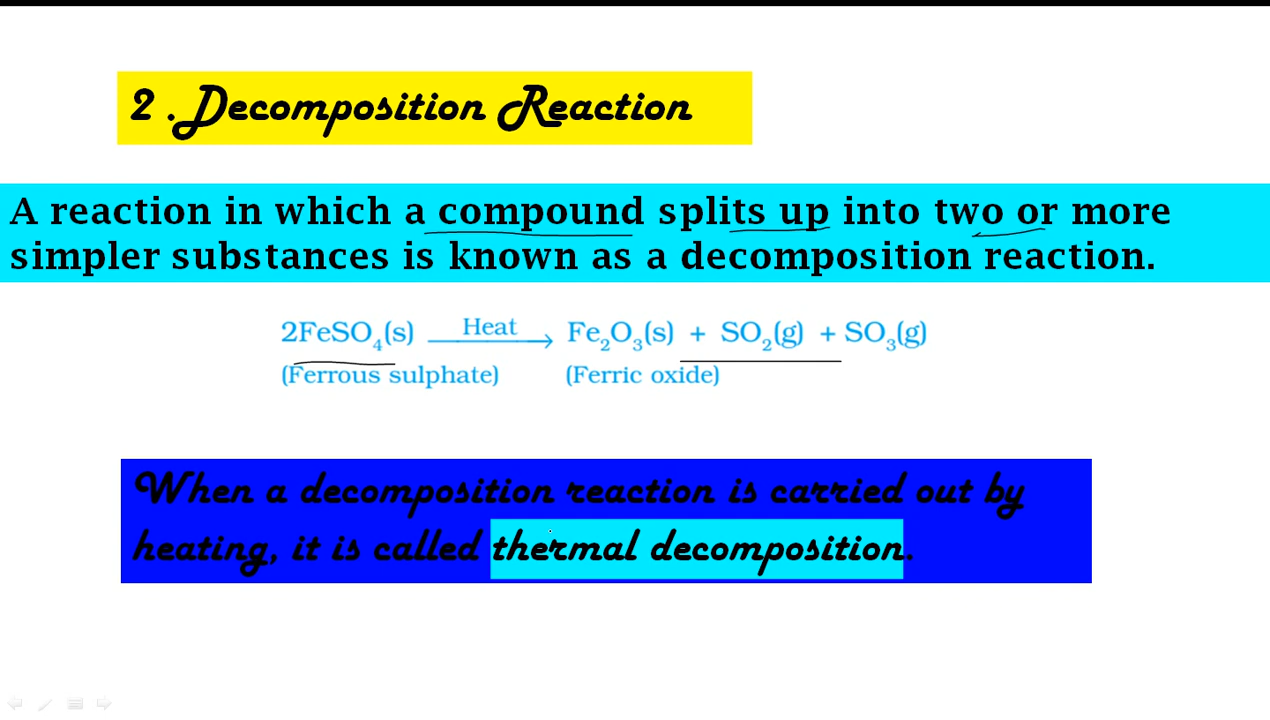 2 .Decomposition Reaction
A reaction in which a compound splits up into two or more
simpler substances is known as a decomposition reaction.
2FeSO₄(s) ⟶ Heat Fe₂O₃(s) + SO₂(g) + SO₃(g)
(Ferrous sulphate) (Ferric oxide)
When a decomposition reaction is carried out by
heating, it is called thermal decomposition.